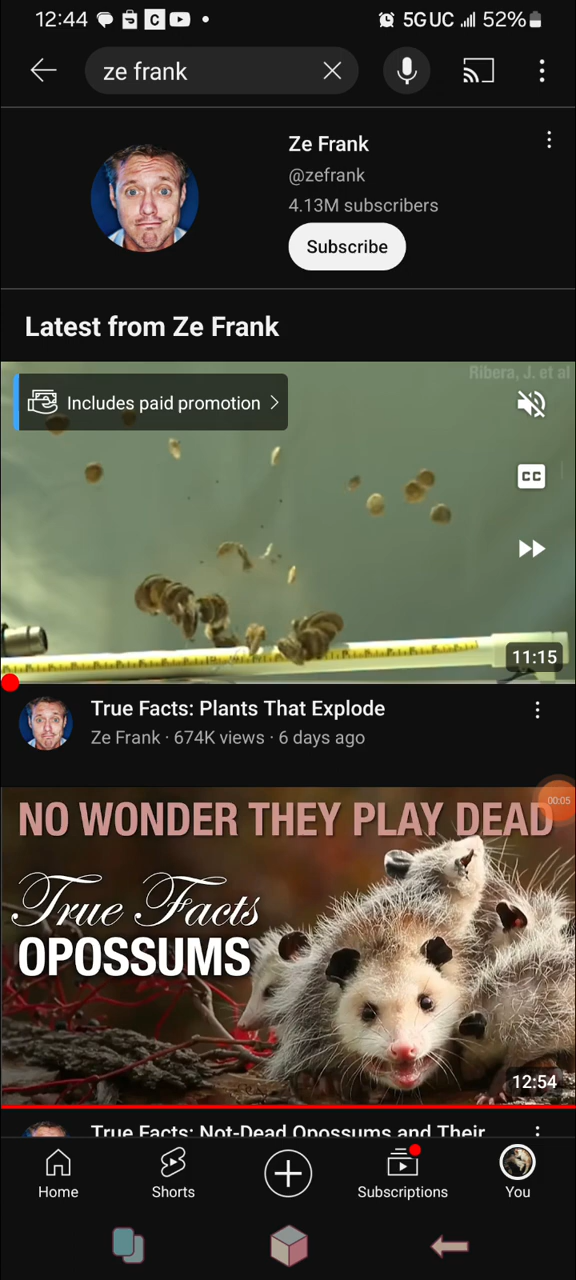 12:44
5G UC 52%
ze frank
Ze Frank
@zefrank
4.13M subscribers
Subscribe
Latest from Ze Frank
Ribera, J. et al
Includes paid promotion
CC
11:15
True Facts: Plants That Explode
Ze Frank · 674K views · 6 days ago
00:05
NO WONDER THEY PLAY DEAD
True Facts
OPOSSUMS
12:54
True Facts: Not-Dead Opossums and Their
Home
Shorts
Subscriptions
You